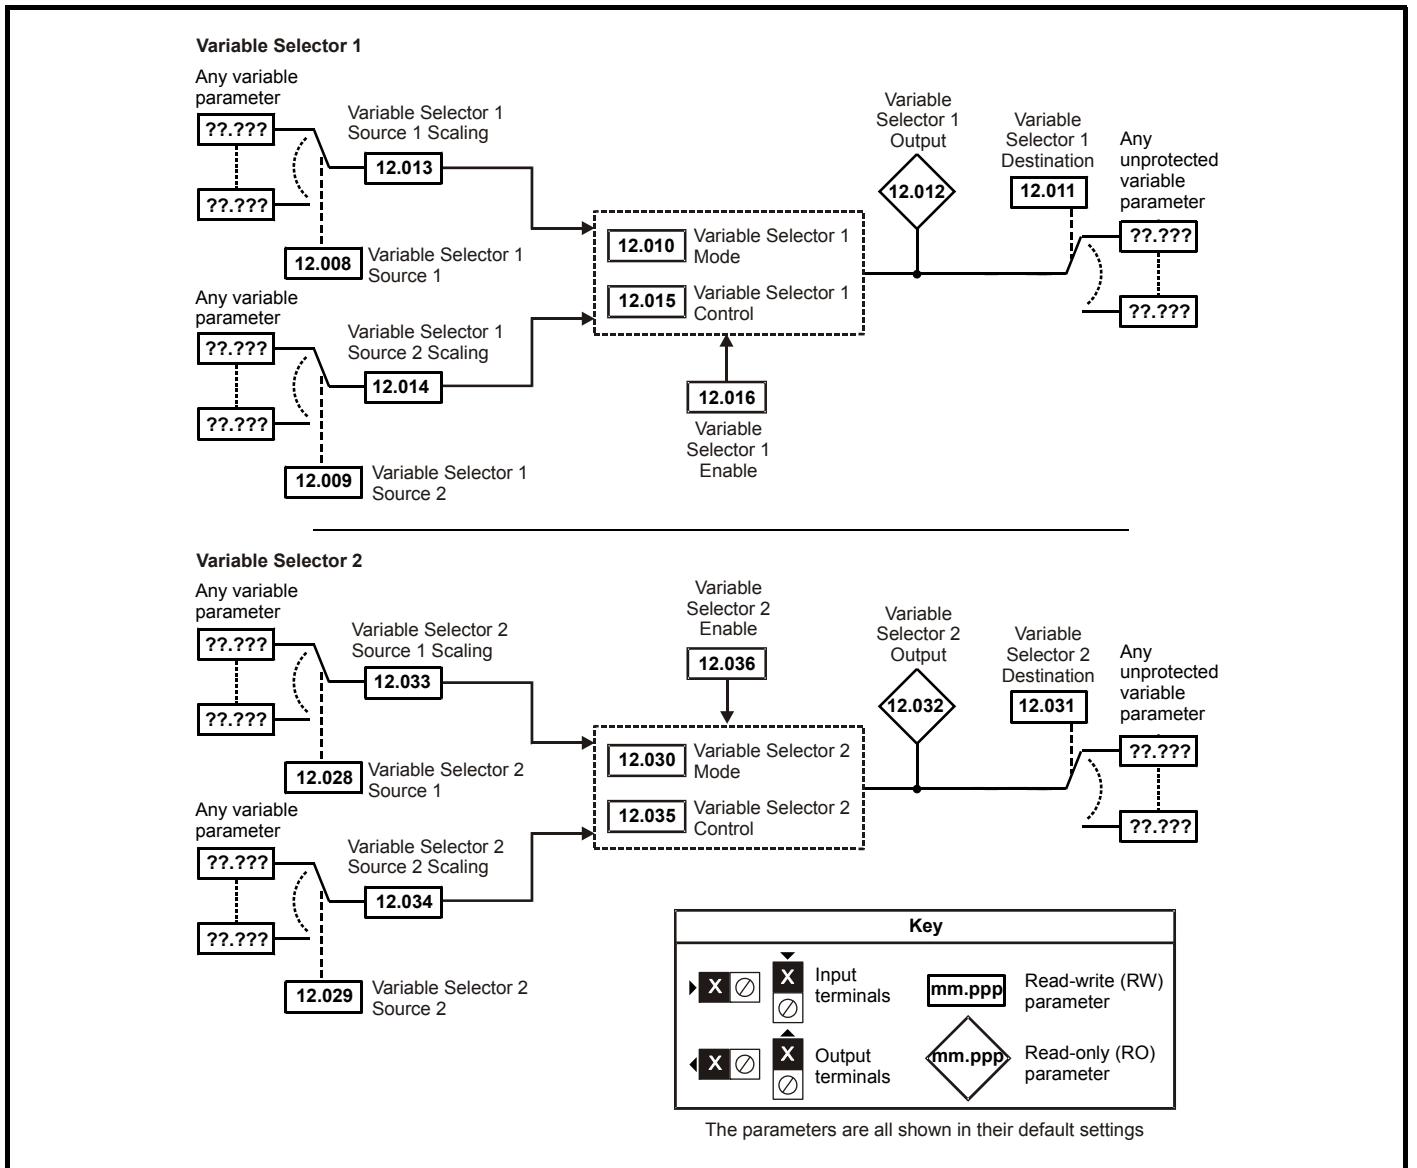 Variable Selector 1
Any variable
parameter
??.???
??.???
Variable Selector 1
Source 1 Scaling
12.013
12.008
Variable Selector 1
Source 1
Any variable
parameter
??.???
??.???
Variable Selector 1
Source 2 Scaling
12.014
12.009
Variable Selector 1
Source 2
12.010
Variable Selector 1
Mode
12.015
Variable Selector 1
Control
12.016
Variable
Selector 1
Enable
Variable
Selector 1
Output
12.012
Variable
Selector 1
Destination
12.011
Any
unprotected
variable
parameter
??.???
??.???
Variable Selector 2
Any variable
parameter
??.???
??.???
Variable Selector 2
Source 1 Scaling
12.033
12.028
Variable Selector 2
Source 1
Any variable
parameter
??.???
??.???
Variable Selector 2
Source 2 Scaling
12.034
12.029
Variable Selector 2
Source 2
Variable
Selector 2
Enable
12.036
12.030
Variable Selector 2
Mode
12.035
Variable Selector 2
Control
Variable
Selector 2
Output
12.032
Variable
Selector 2
Destination
12.031
Any
unprotected
variable
parameter
??.???
??.???
Key
X
X
Input
terminals
mm.ppp
Read-write (RW)
parameter
X
X
Output
terminals
mm.ppp
Read-only (RO)
parameter
The parameters are all shown in their default settings